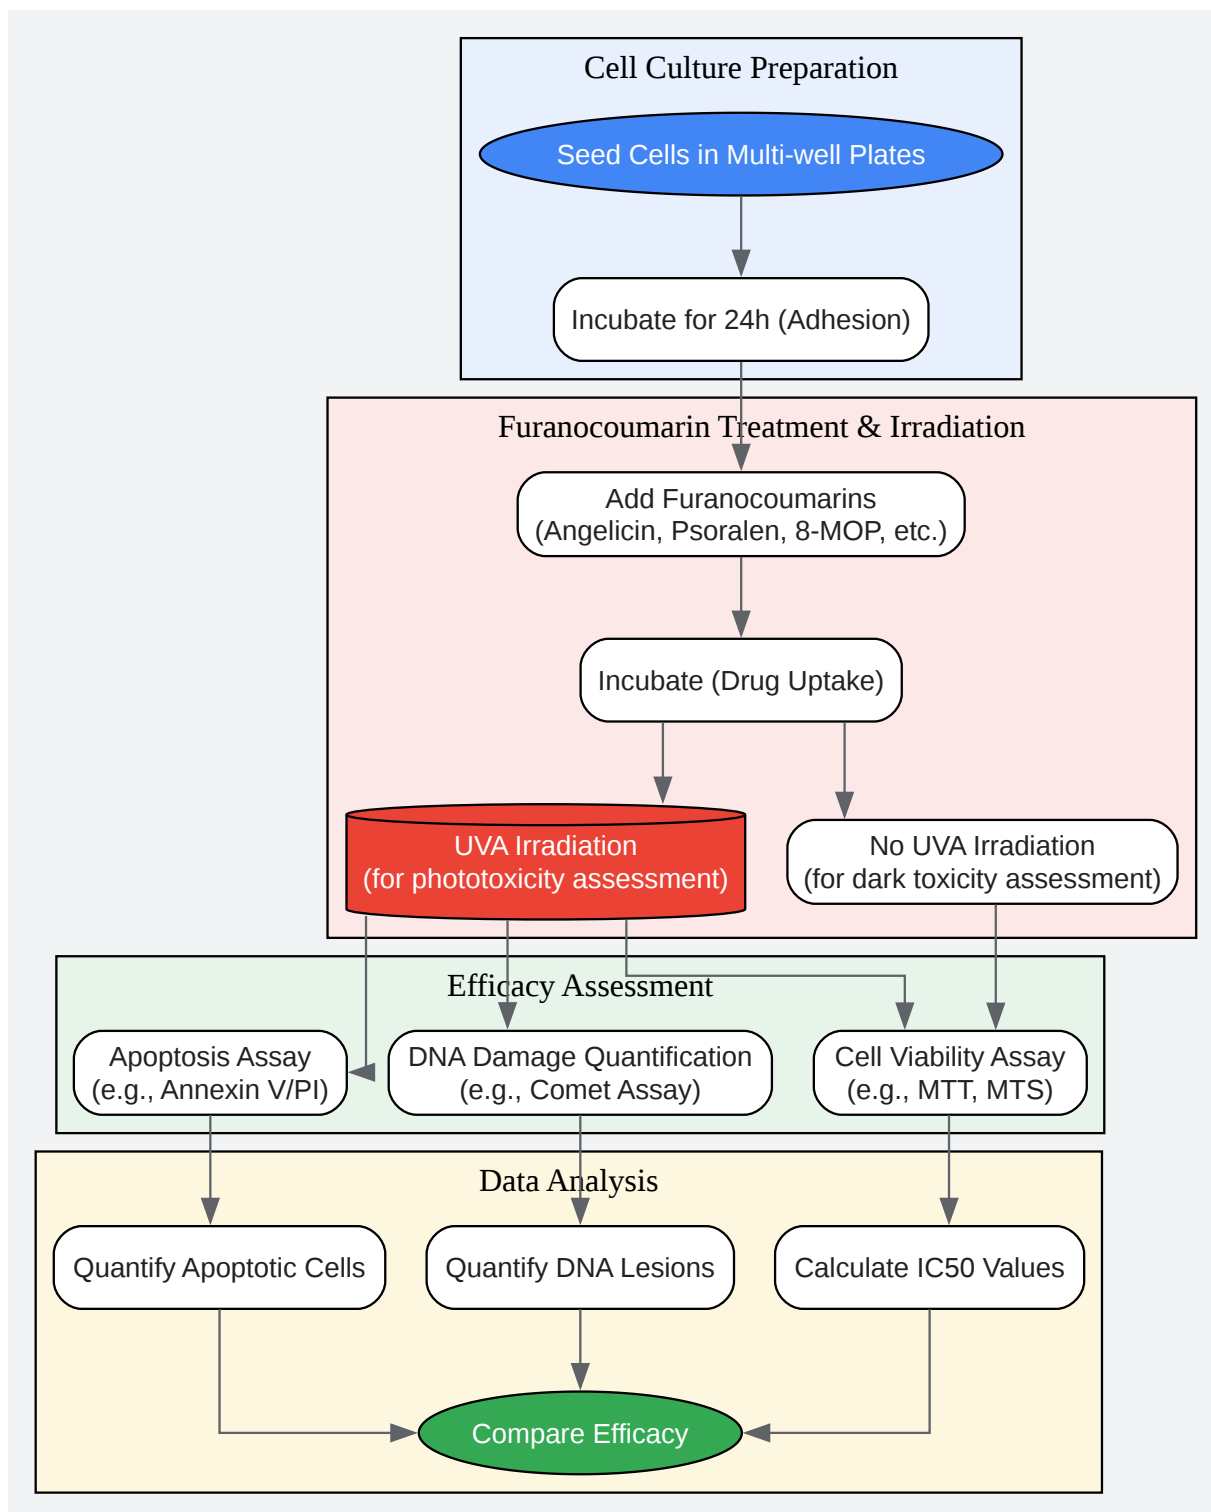 Cell Culture Preparation
Seed Cells in Multi-well Plates
Incubate for 24h (Adhesion)
Furanocoumarin Treatment & Irradiation
Add Furanocoumarins
(Angelicin, Psoralen, 8-MOP, etc.)
Incubate (Drug Uptake)
UVA Irradiation
(for phototoxicity assessment)
No UVA Irradiation
(for dark toxicity assessment)
Efficacy Assessment
Apoptosis Assay
(e.g., Annexin V/PI)
DNA Damage Quantification
(e.g., Comet Assay)
Cell Viability Assay
(e.g., MTT, MTS)
Data Analysis
Quantify Apoptotic Cells
Quantify DNA Lesions
Calculate IC50 Values
Compare Efficacy